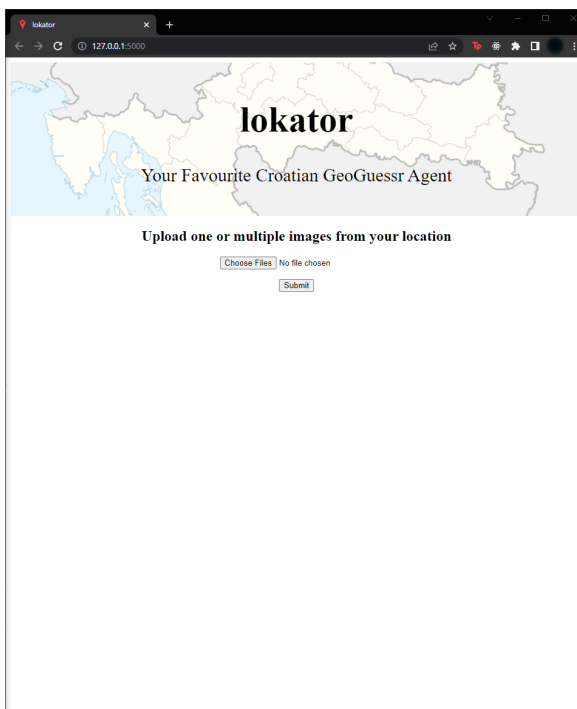 lokator
127.0.0.1:5000
lokator
Your Favourite Croatian GeoGuessr Agent
Upload one or multiple images from your location
Choose Files No file chosen
Submit